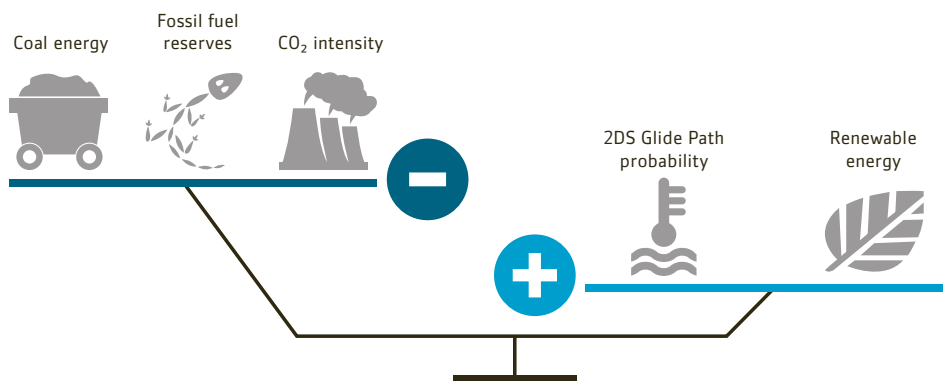 Coal energy
Fossil fuel
reserves
CO₂ intensity
2DS Glide Path
probability
Renewable
energy